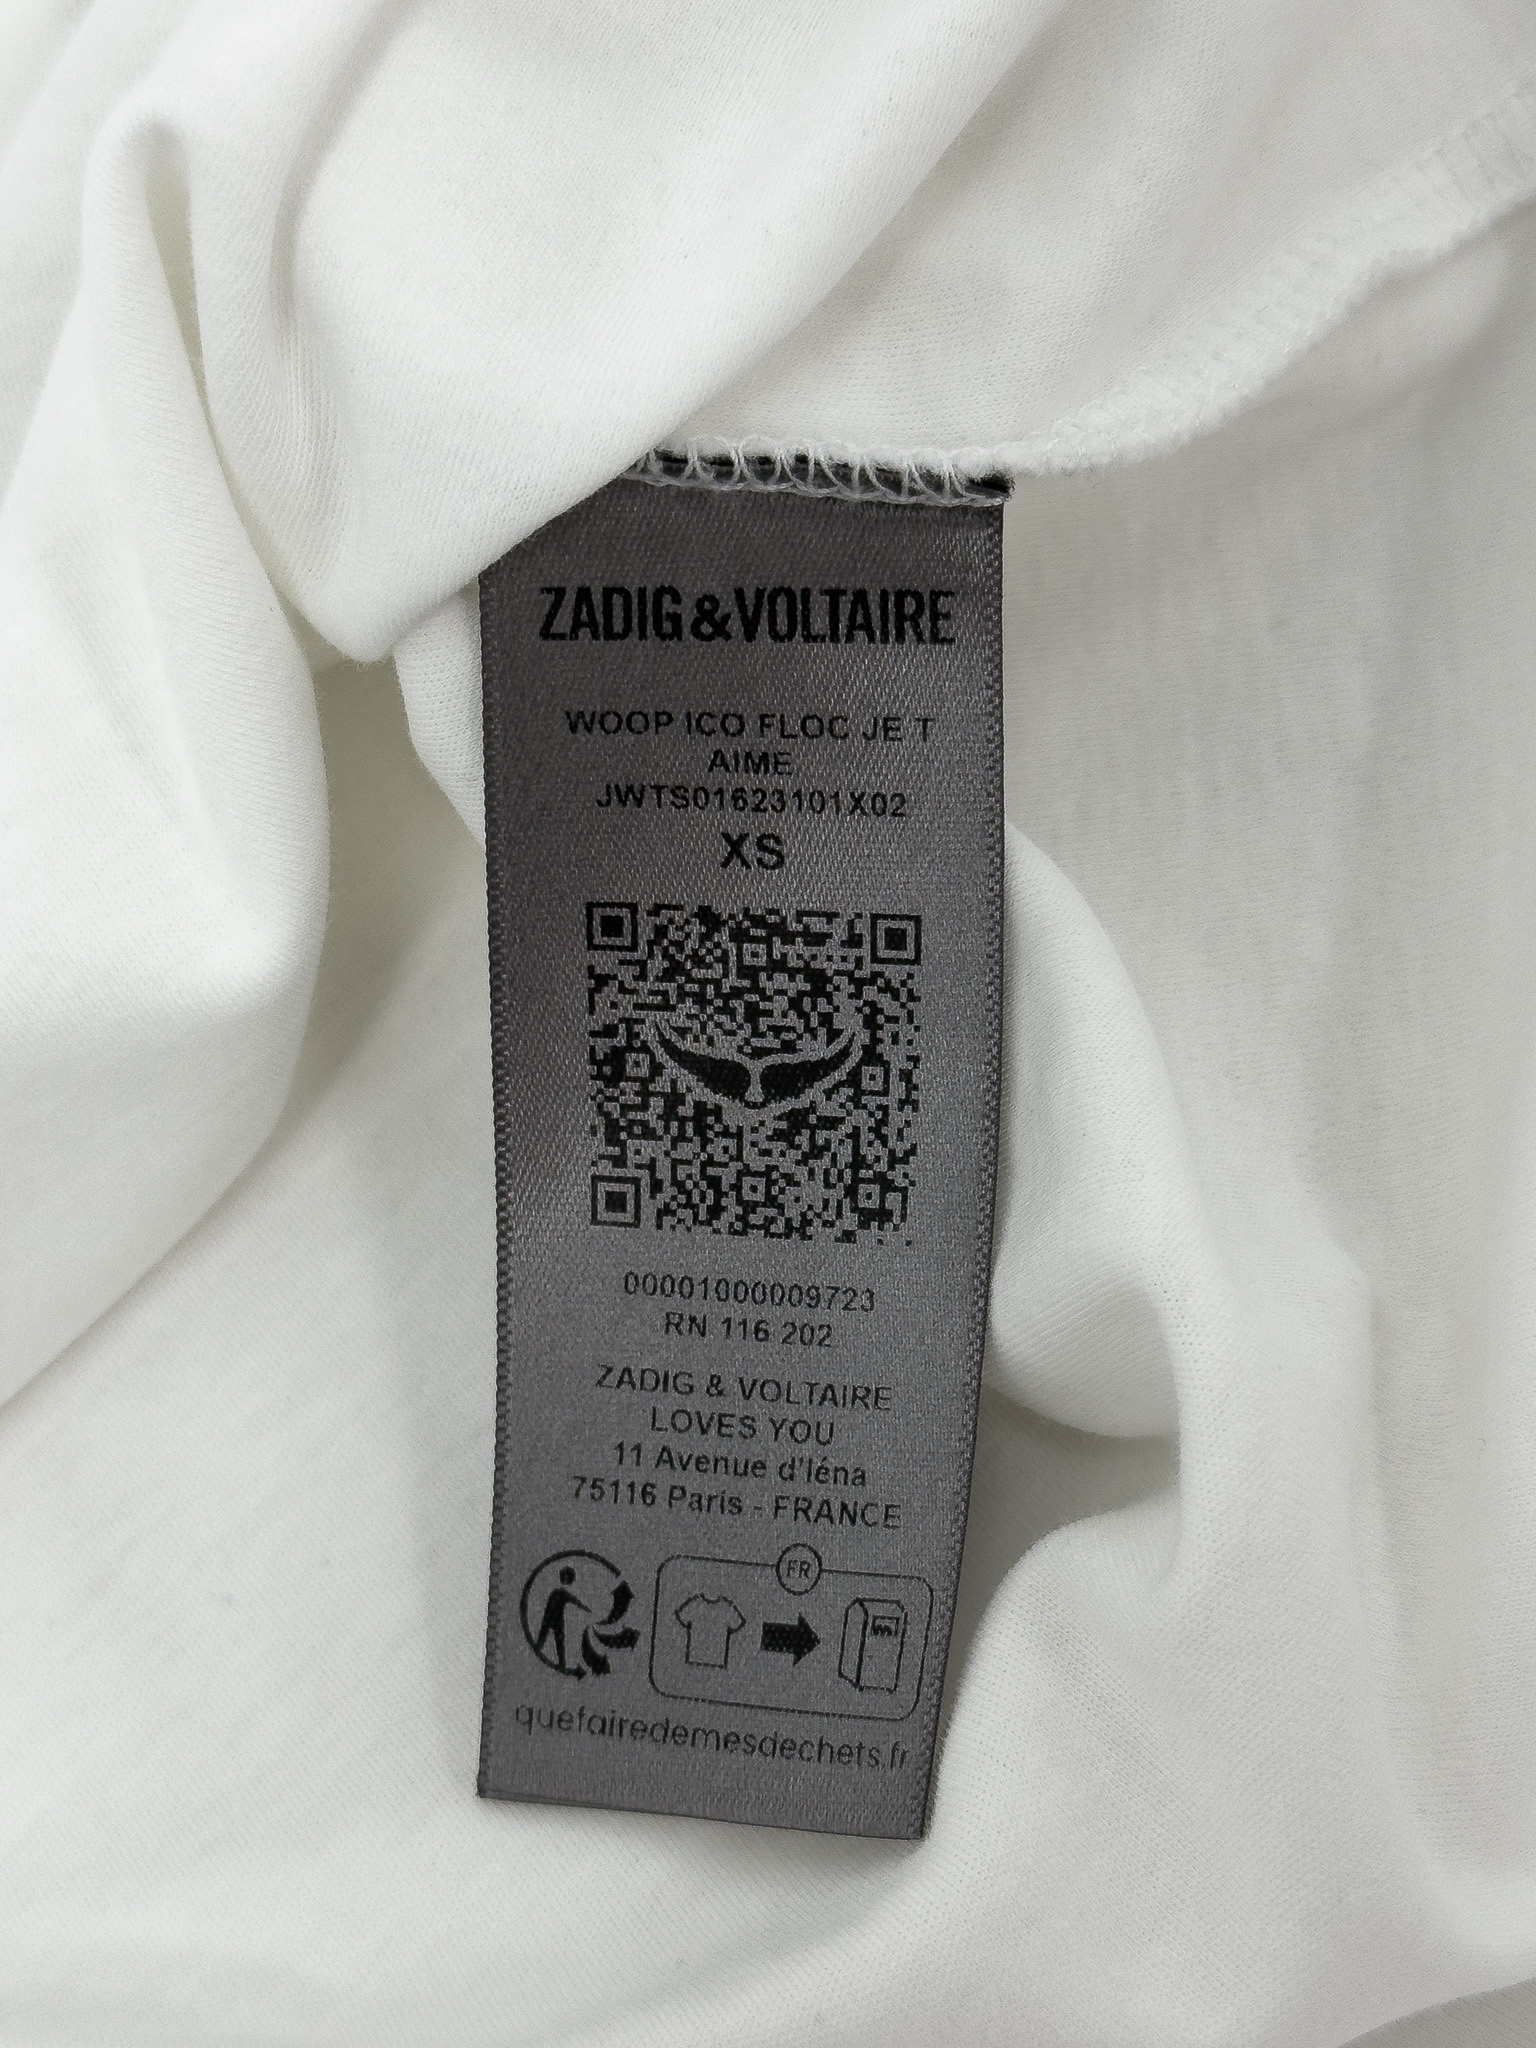 ZADIG&VOLTAIRE
WOOP ICO FLOC JE T
AIME
JWTS01623101X02
XS
00001000009723
RN 116 202
ZADIG & VOLTAIRE
LOVES YOU
11 Avenue d'Iéna
75116 Paris - FRANCE
FR
quefairedemesdechets.fr